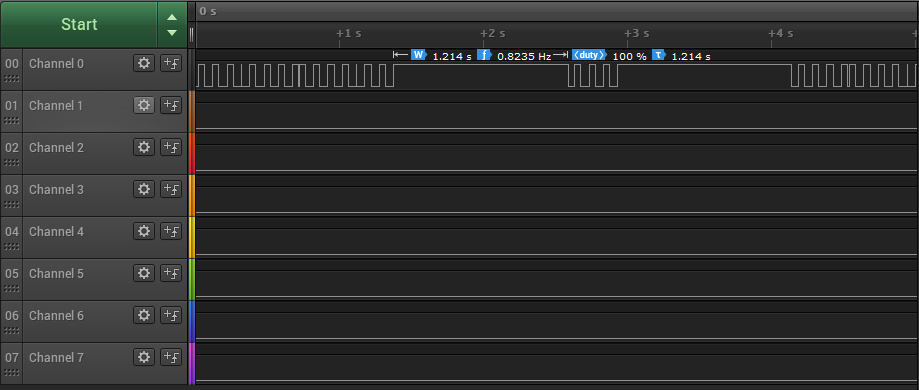 Start
0 s
+1 s +2 s +3 s +4 s
W 1.214 s f 0.8235 Hz duty 100 % T 1.214 s
00 Channel 0
01 Channel 1
02 Channel 2
03 Channel 3
04 Channel 4
05 Channel 5
06 Channel 6
07 Channel 7